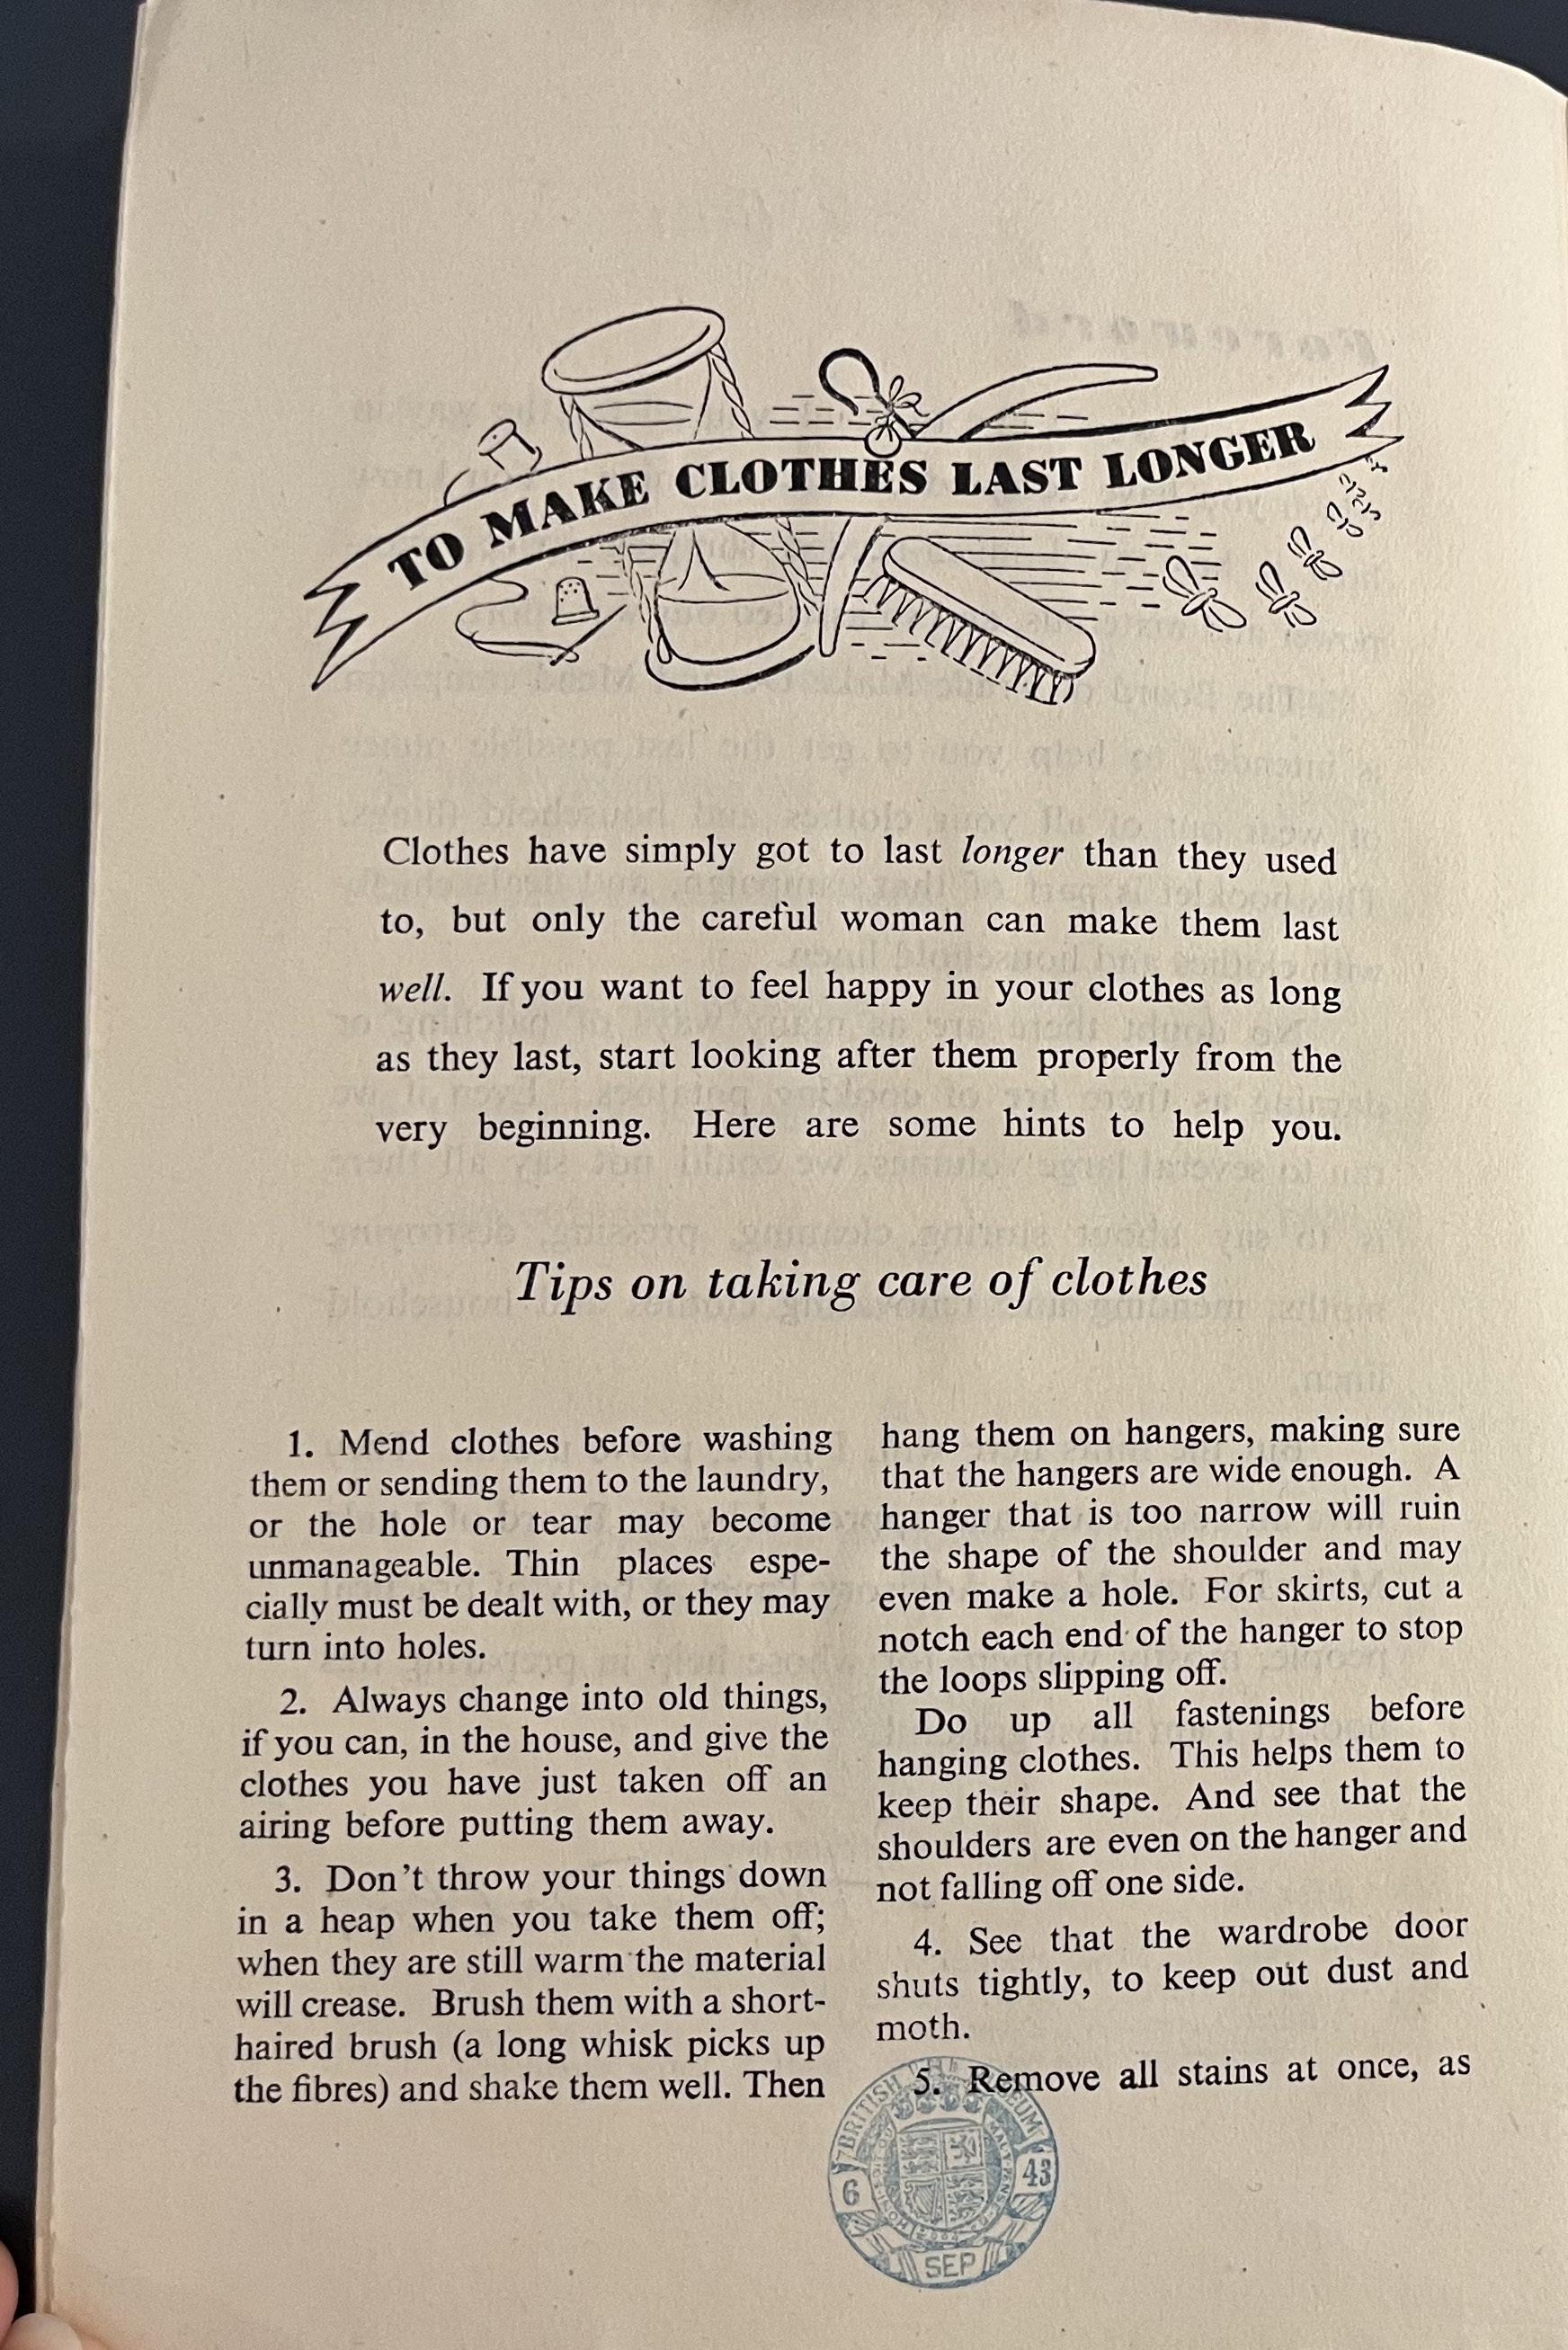 TO MAKE CLOTHES LAST LONGER
Clothes have simply got to last longer than they used
to, but only the careful woman can make them last
well. If you want to feel happy in your clothes as long
as they last, start looking after them properly from the
very beginning. Here are some hints to help you.
Tips on taking care of clothes
1. Mend clothes before washing
them or sending them to the laundry,
or the hole or tear may become
unmanageable. Thin places espe-
cially must be dealt with, or they may
turn into holes.
2. Always change into old things,
if you can, in the house, and give the
clothes you have just taken off an
airing before putting them away.
3. Don't throw your things down
in a heap when you take them off;
when they are still warm the material
will crease. Brush them with a short-
haired brush (a long whisk picks up
the fibres) and shake them well. Then
hang them on hangers, making sure
that the hangers are wide enough. A
hanger that is too narrow will ruin
the shape of the shoulder and may
even make a hole. For skirts, cut a
notch each end of the hanger to stop
the loops slipping off.
Do up all fastenings before
hanging clothes. This helps them to
keep their shape. And see that the
shoulders are even on the hanger and
not falling off one side.
4. See that the wardrobe door
shuts tightly, to keep out dust and
moth.
5. Remove all stains at once, as
BRITISH MUSEUM
6 43
SEP